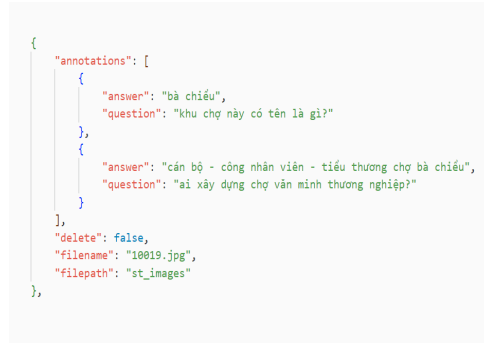 {
"annotations": [
{
"answer": "bà chiểu",
"question": "khu chợ này có tên là gì?"
},
{
"answer": "cán bộ - công nhân viên - tiểu thương chợ bà chiểu",
"question": "ai xây dựng chợ văn minh thương nghiệp?"
}
],
"delete": false,
"filename": "10019.jpg",
"filepath": "st_images"
},